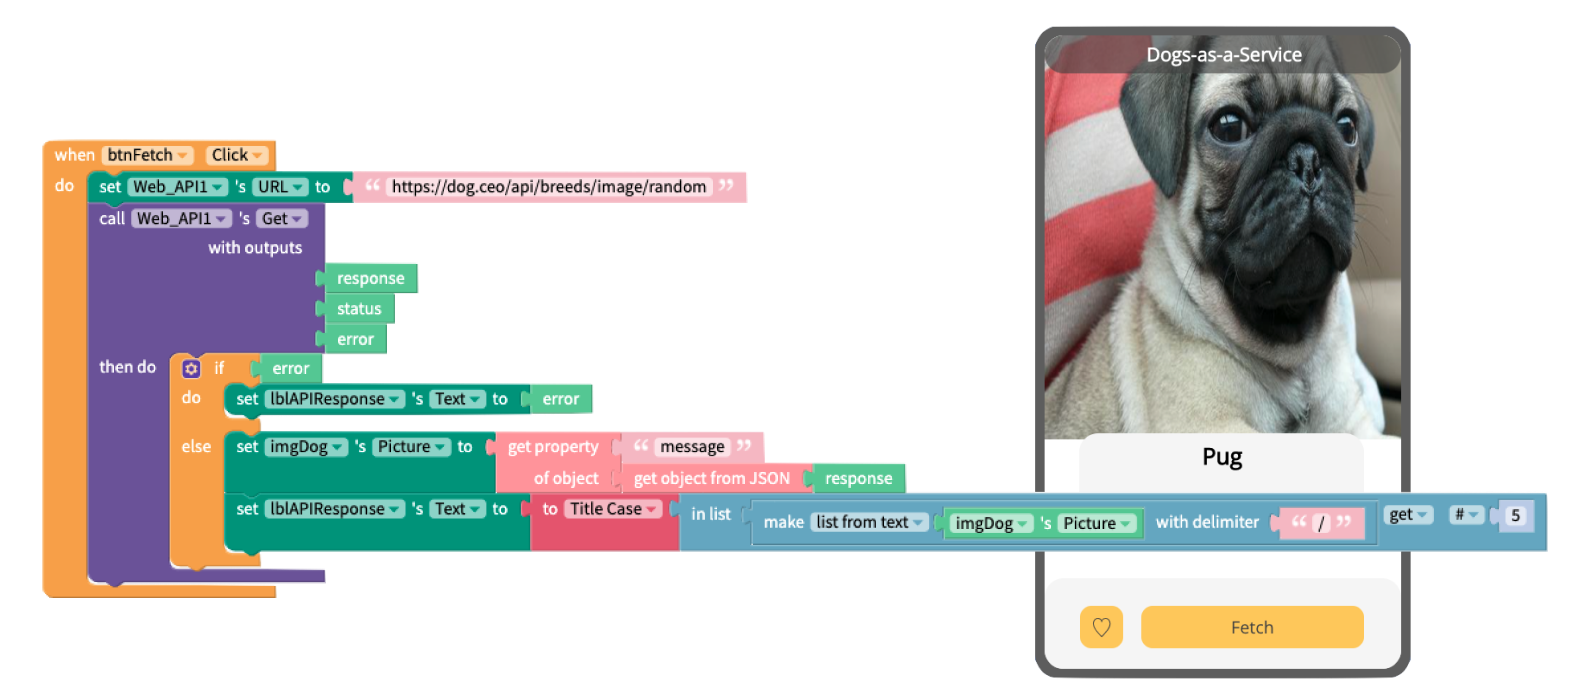 Dogs-as-a-Service
when btnFetch Click
do set Web_API1 's URL to “ https://dog.ceo/api/breeds/image/random ”
call Web_API1 's Get
with outputs
response
status
error
then do if error
do set lblAPIResponse 's Text to error
else set imgDog 's Picture to get property “ message ”
of object get object from JSON response
set lblAPIResponse 's Text to to Title Case in list make list from text imgDog 's Picture with delimiter “ / ” get # 5
Pug
♡ Fetch